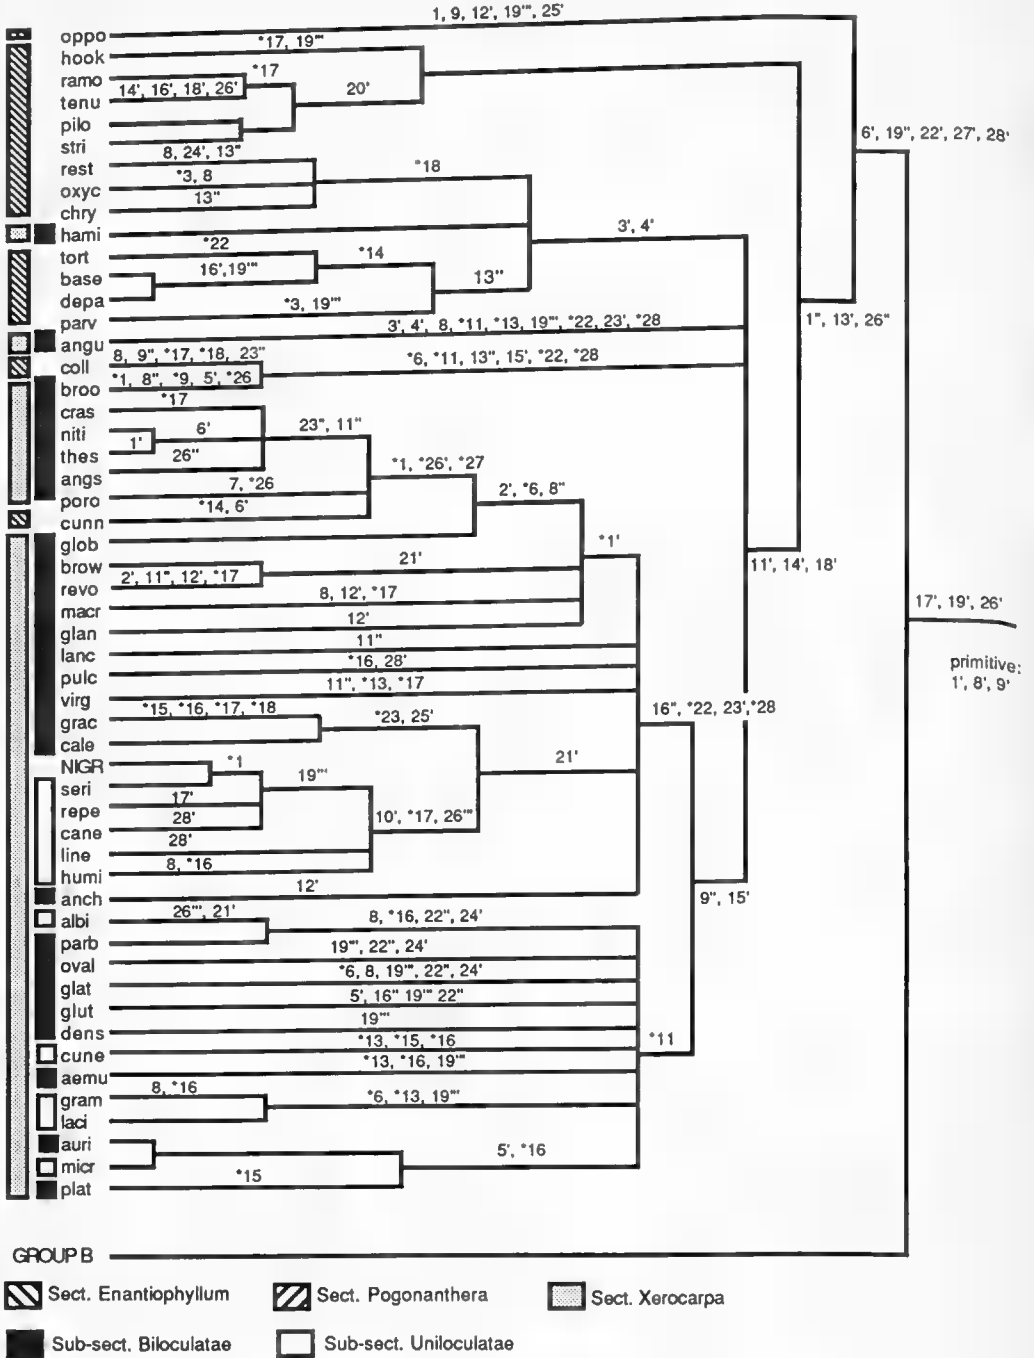 1, 9, 12', 19''', 25'
oppo
*17, 19'''
hook
ramo
*17
14', 16', 18', 26'
20'
tenu
pilo
6', 19'', 22', 27', 28'
stri
8, 24', 13''
rest
*18
*3, 8
oxyc
13''
chry
hami
3', 4'
*22
tort
*14
16', 19'''
base
13''
depa
*3, 19'''
parv
3', 4', 8, *11, *13, 19''', *22, 23', *28
1'', 13', 26''
angu
8, 9'', *17, *18, 23''
coll
*6, *11, 13'', 15', *22, *28
*1, 8'', *9, 5', *26
broo
*17
cras
niti
6'
23'', 11''
1'
thes
26''
*1, *26', *27
angs
7, *26
2', *6, 8''
poro
*14, 6'
cunn
glob
*1'
brow
21'
11', 14', 18'
2', 11'', 12', *17
revo
8, 12', *17
macr
17', 19', 26'
12'
glan
11''
lanc
*16, 28'
primitive:
pulc
1', 8', 9'
11'', *13, *17
virg
*15, *16, *17, *18
16'', *22, 23', *28
grac
*23, 25'
cale
NIGR
*1
21'
seri
19'''
17'
repe
28'
10', *17, 26'''
cane
28'
line
8, *16
humi
12'
anch
9'', 15'
26''', 21'
albi
8, *16, 22'', 24'
parb
19''', 22'', 24'
oval
*6, 8, 19''', 22'', 24'
glat
5', 16'' 19''' 22''
glut
19'''
dens
*13, *15, *16
*11
cune
*13, *16, 19'''
aemu
8, *16
gram
*6, *13, 19'''
laci
auri
5', *16
micr
*15
plat
GROUP B
Sect. Enantiophyllum
Sect. Pogonanthera
Sect. Xerocarpa
Sub-sect. Biloculatae
Sub-sect. Uniloculatae